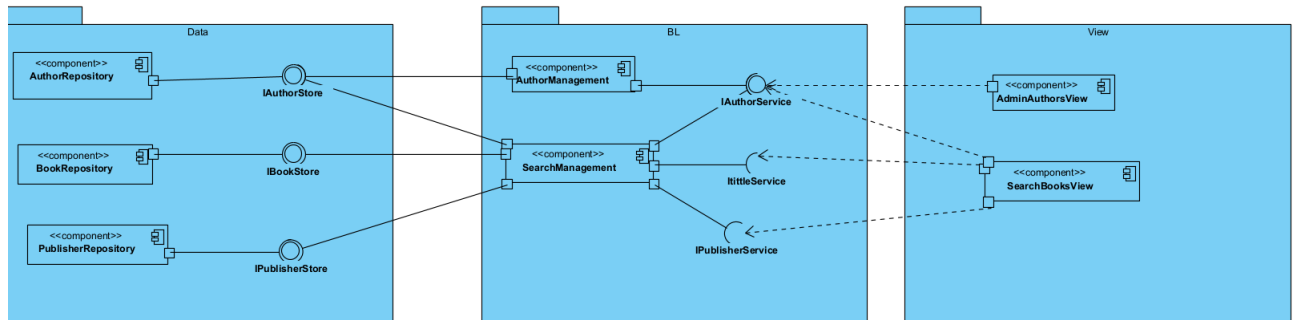 Data
<<component>>
AuthorRepository
IAuthorStore
<<component>>
BookRepository
IBookStore
<<component>>
PublisherRepository
IPublisherStore
BL
<<component>>
AuthorManagement
IAuthorService
<<component>>
SearchManagement
ItittleService
IPublisherService
View
<<component>>
AdminAuthorsView
<<component>>
SearchBooksView